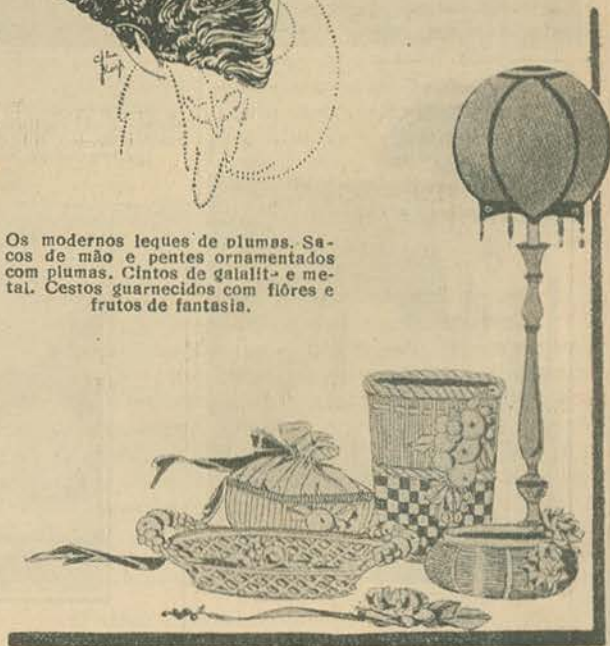 Os modernos leques de plumas. Sa-
cos de mão e pentes ornamentados
com plumas. Cintos de galalit- e me-
tal. Cestos guarnecidos com flôres e
frutos de fantasia.